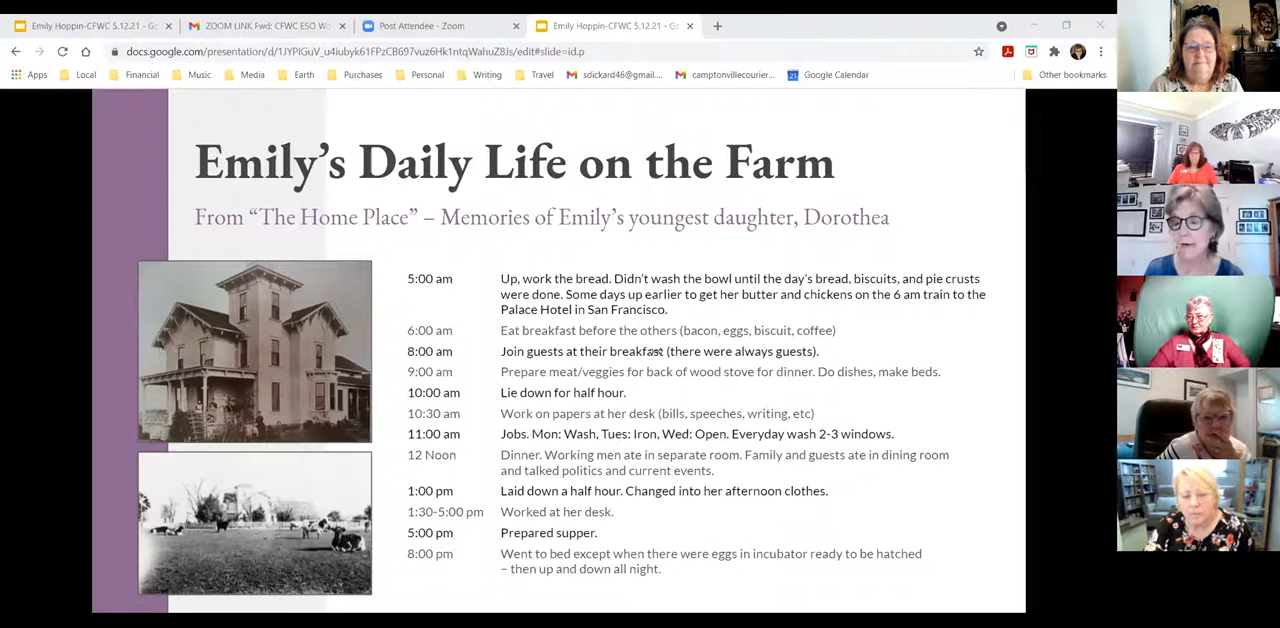 Emily Hoppin-CFWC 5.12.21 - Go
ZOOM LINK Fwd: CFWC ESO Wo
Post Attendee - Zoom
Emily Hoppin-CFWC 5.12.21 - Go
docs.google.com/presentation/d/1JYPIGuV_u4iubyk61FPzCB697vuz6Hk1ntqWahuZ8Js/edit#slide=id.p
Apps
Local
Financial
Music
Media
Earth
Purchases
Personal
Writing
Travel
sdickard46@gmail....
camptonvillecourier...
Google Calendar
Other bookmarks
Emily's Daily Life on the Farm
From "The Home Place" – Memories of Emily's youngest daughter, Dorothea
5:00 am Up, work the bread. Didn't wash the bowl until the day's bread, biscuits, and pie crusts
were done. Some days up earlier to get her butter and chickens on the 6 am train to the
Palace Hotel in San Francisco.
6:00 am Eat breakfast before the others (bacon, eggs, biscuit, coffee)
8:00 am Join guests at their breakfast (there were always guests).
9:00 am Prepare meat/veggies for back of wood stove for dinner. Do dishes, make beds.
10:00 am Lie down for half hour.
10:30 am Work on papers at her desk (bills, speeches, writing, etc)
11:00 am Jobs. Mon: Wash, Tues: Iron, Wed: Open. Everyday wash 2-3 windows.
12 Noon Dinner. Working men ate in separate room. Family and guests ate in dining room
and talked politics and current events.
1:00 pm Laid down a half hour. Changed into her afternoon clothes.
1:30-5:00 pm Worked at her desk.
5:00 pm Prepared supper.
8:00 pm Went to bed except when there were eggs in incubator ready to be hatched
– then up and down all night.